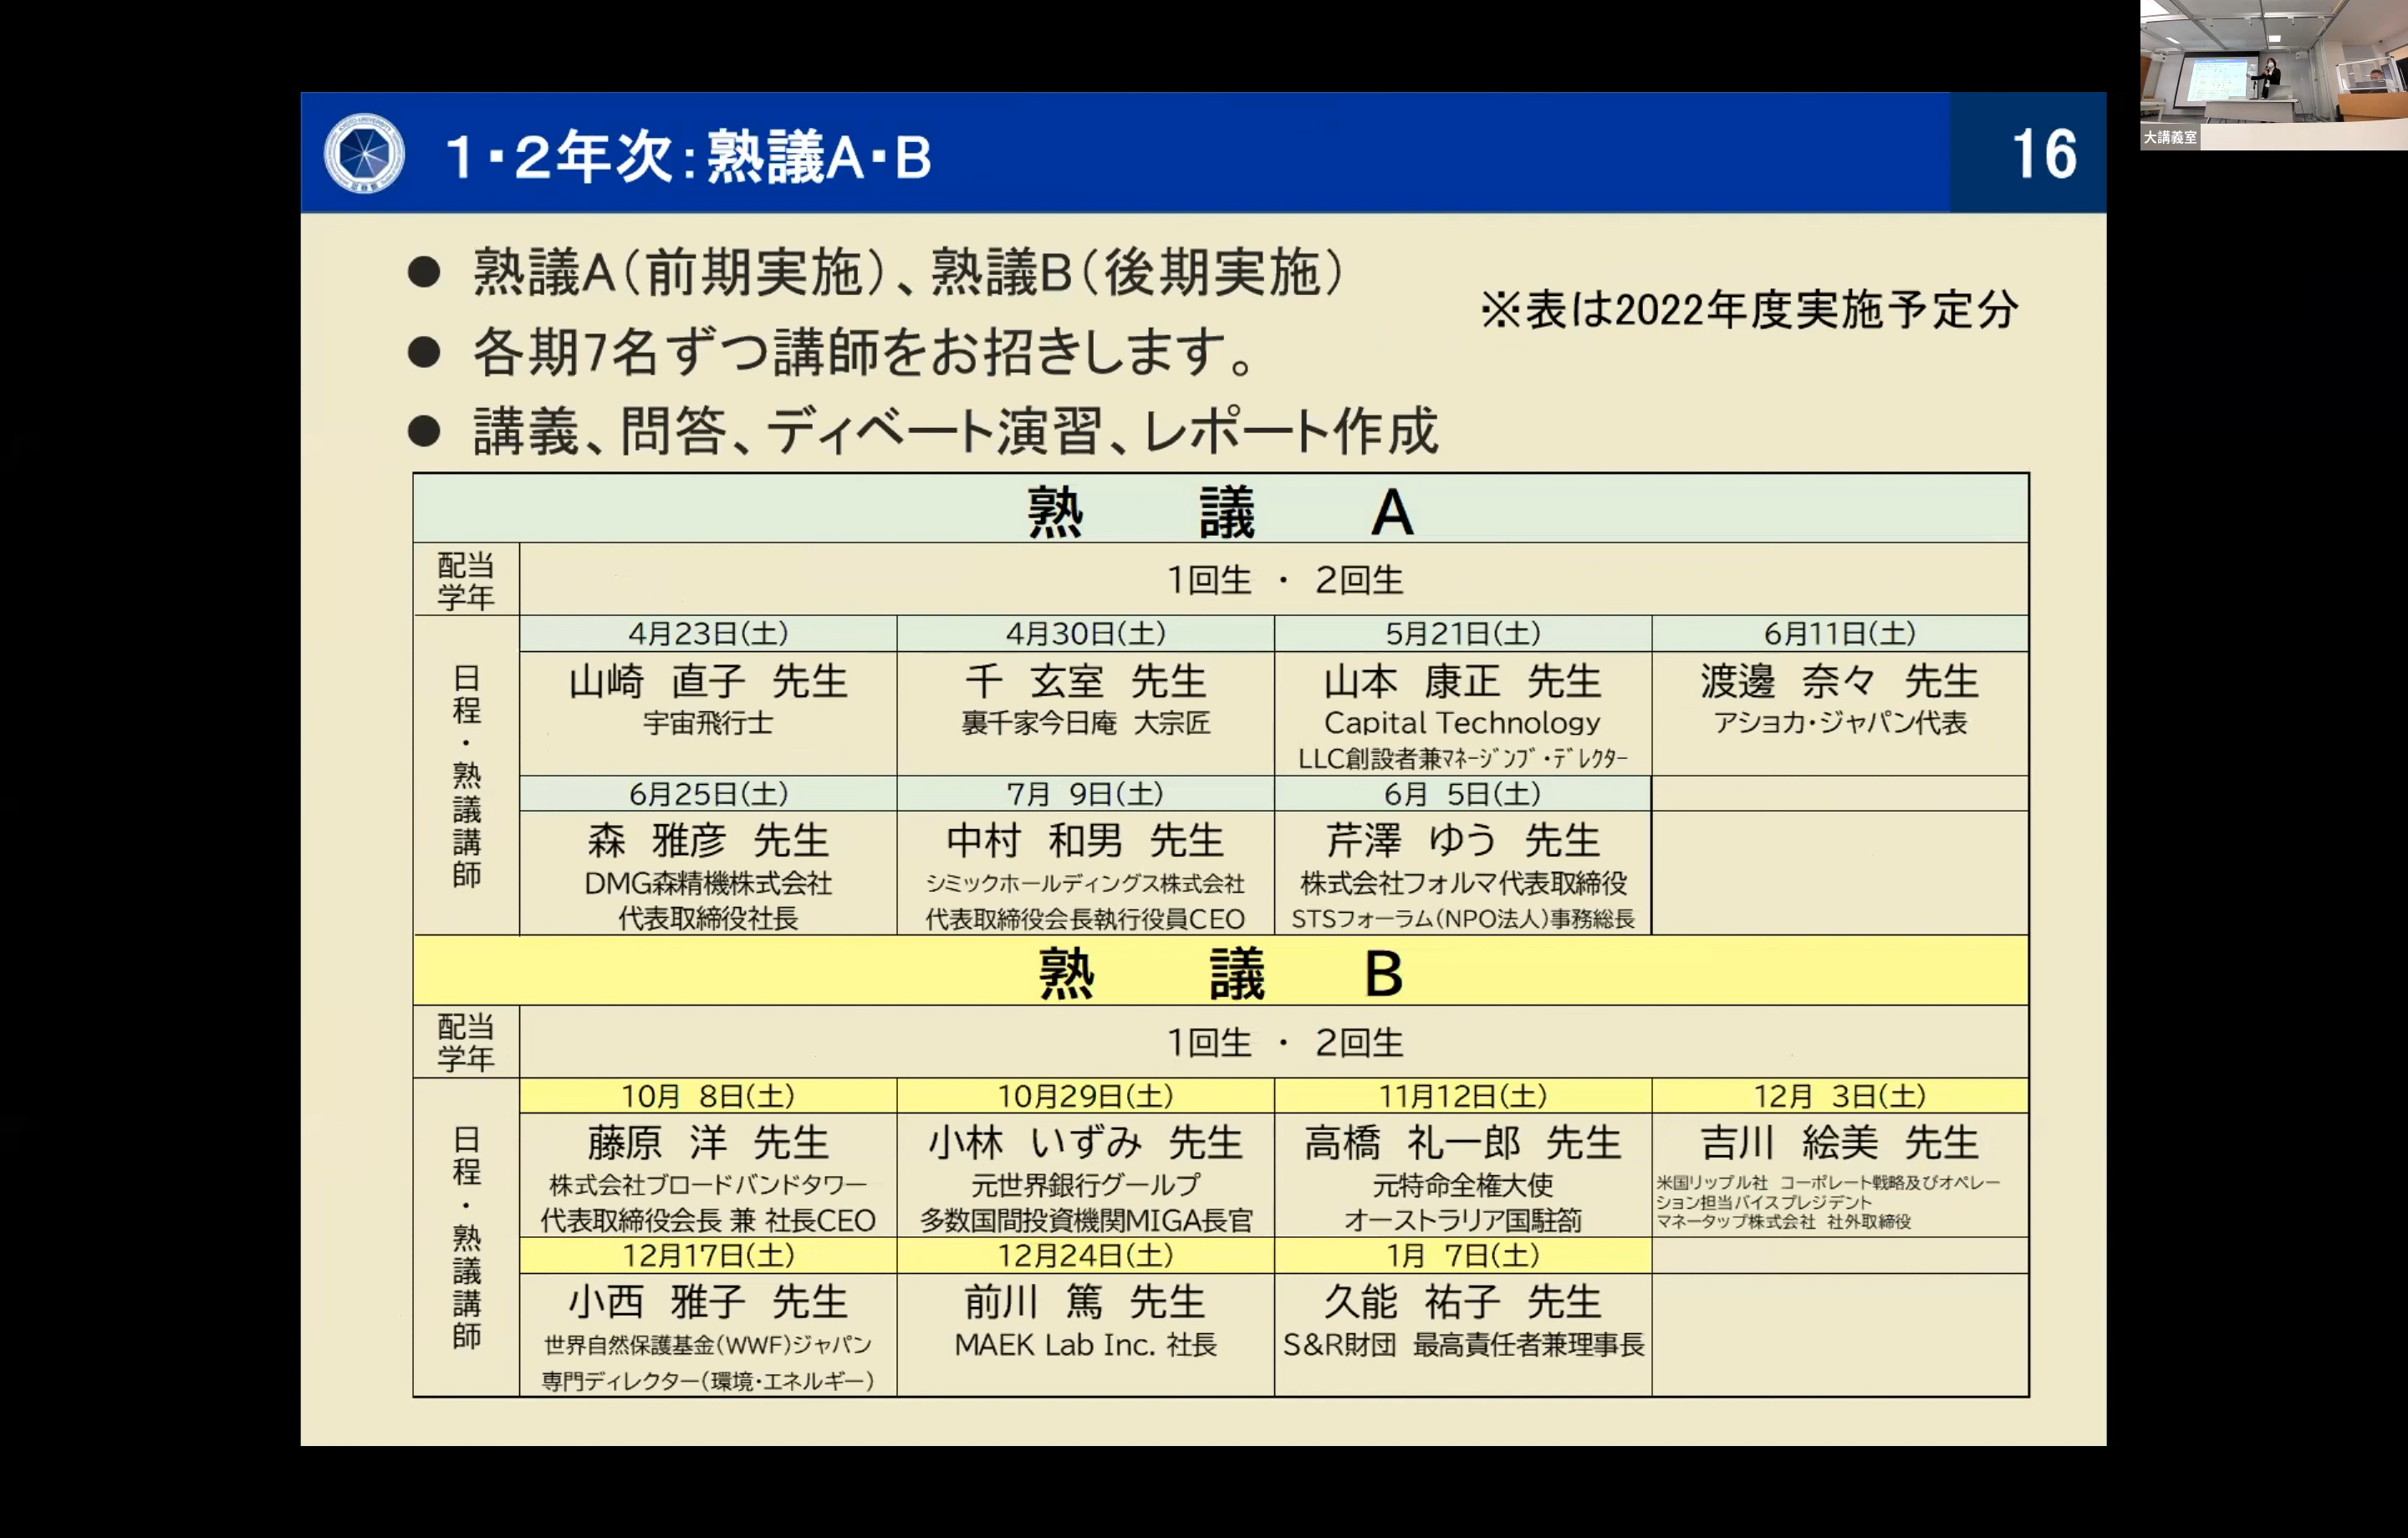 1・2年次：熟議A・B
16
大講義室
● 熟議A（前期実施）、熟議B（後期実施）
※表は2022年度実施予定分
● 各期7名ずつ講師をお招きします。
● 講義、問答、ディベート演習、レポート作成
熟 議 A
配当
学年
1回生 ・ 2回生
日程・熟議講師
4月23日(土)
山崎 直子 先生
宇宙飛行士
4月30日(土)
千 玄室 先生
裏千家今日庵 大宗匠
5月21日(土)
山本 康正 先生
Capital Technology
LLC創設者兼ﾏﾈｰｼﾞﾝﾌﾞ・ﾃﾞﾚｸﾀｰ
6月11日(土)
渡邊 奈々 先生
アショカ・ジャパン代表
6月25日(土)
森 雅彦 先生
DMG森精機株式会社
代表取締役社長
7月 9日(土)
中村 和男 先生
シミックホールディングス株式会社
代表取締役会長執行役員CEO
6月 5日(土)
芹澤 ゆう 先生
株式会社フォルマ代表取締役
STSフォーラム(NPO法人)事務総長
熟 議 B
配当
学年
1回生 ・ 2回生
日程・熟議講師
10月 8日(土)
藤原 洋 先生
株式会社ブロードバンドタワー
代表取締役会長 兼 社長CEO
10月29日(土)
小林 いずみ 先生
元世界銀行グールプ
多数国間投資機関MIGA長官
11月12日(土)
高橋 礼一郎 先生
元特命全権大使
オーストラリア国駐箚
12月 3日(土)
吉川 絵美 先生
米国リップル社 コーポレート戦略及びオペレー
ション担当バイスプレジデント
マネータップ株式会社 社外取締役
12月17日(土)
小西 雅子 先生
世界自然保護基金(WWF)ジャパン
専門ディレクター(環境・エネルギー)
12月24日(土)
前川 篤 先生
MAEK Lab Inc. 社長
1月 7日(土)
久能 祐子 先生
S&R財団 最高責任者兼理事長